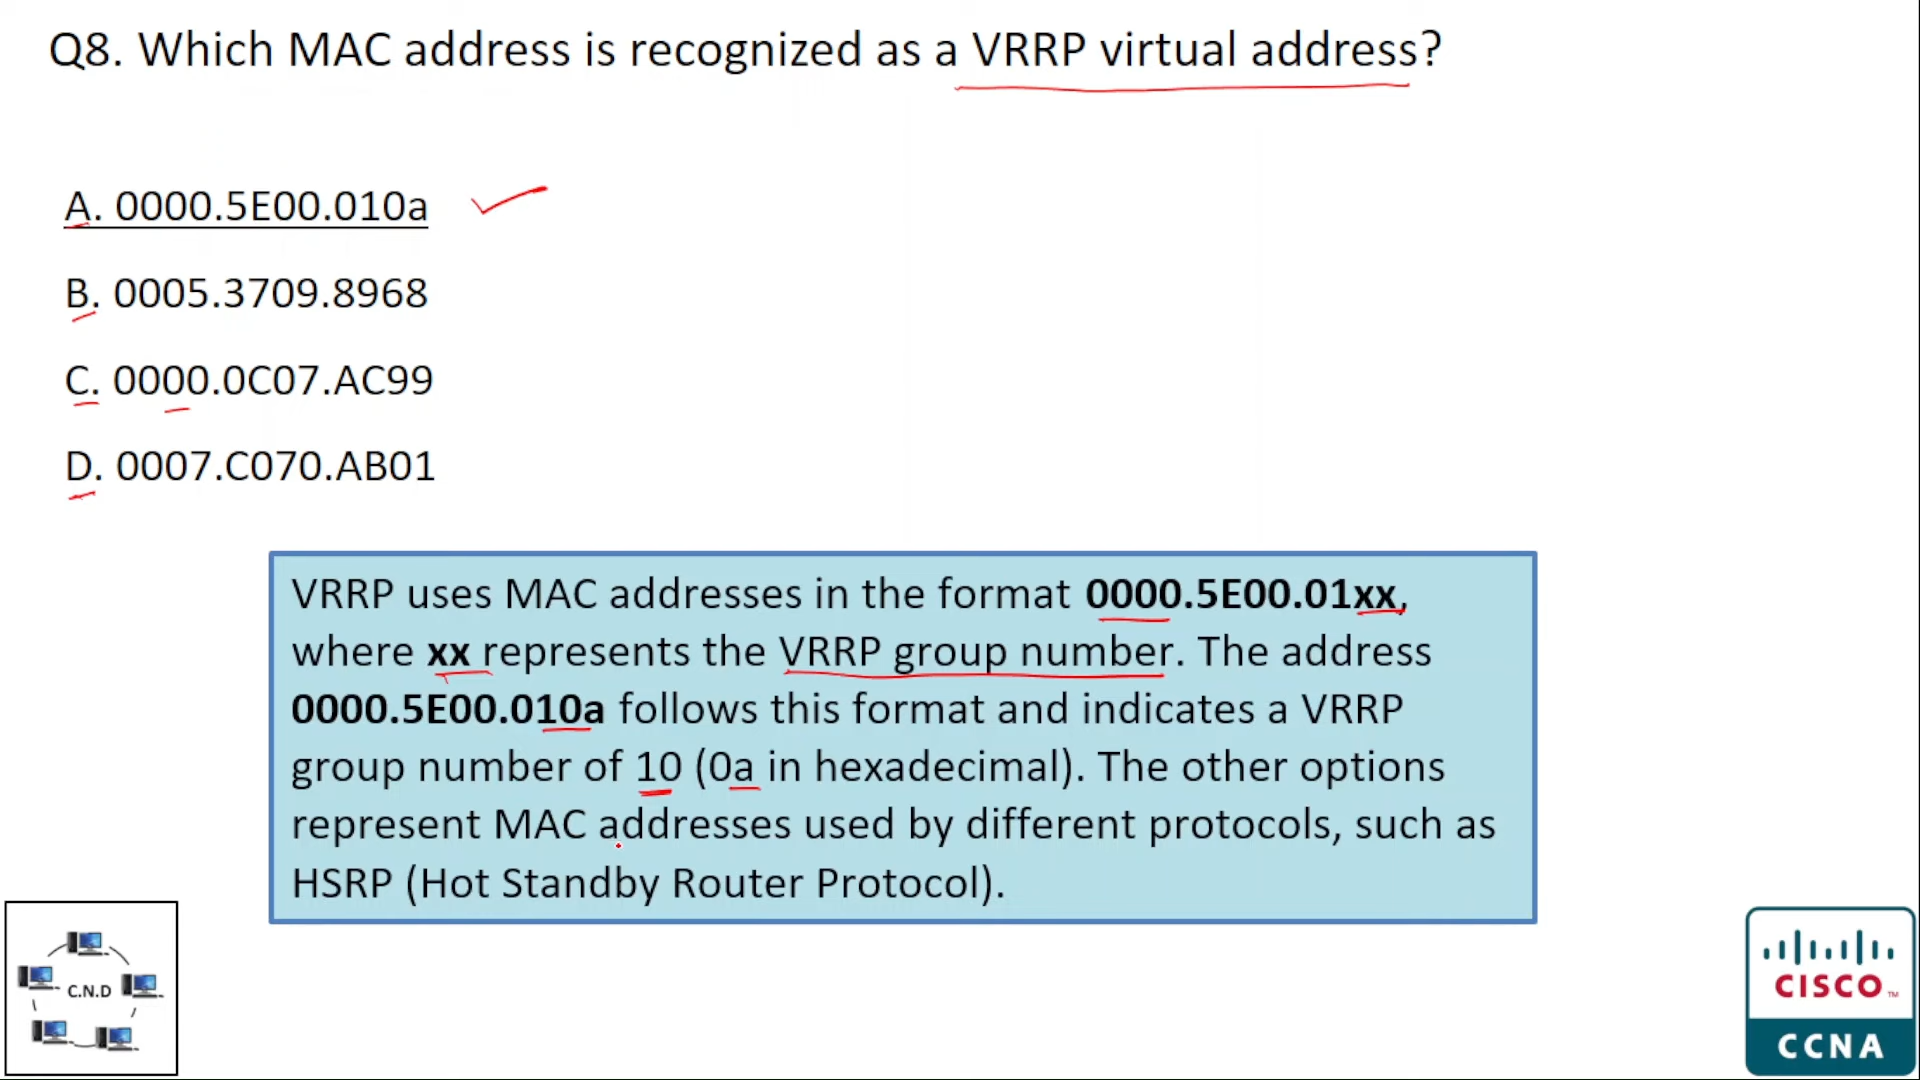 Q8. Which MAC address is recognized as a VRRP virtual address?
A. 0000.5E00.010a
B. 0005.3709.8968
C. 0000.0C07.AC99
D. 0007.C070.AB01
VRRP uses MAC addresses in the format 0000.5E00.01xx,
where xx represents the VRRP group number. The address
0000.5E00.010a follows this format and indicates a VRRP
group number of 10 (0a in hexadecimal). The other options
represent MAC addresses used by different protocols, such as
HSRP (Hot Standby Router Protocol).
C.N.D
CISCO™
CCNA